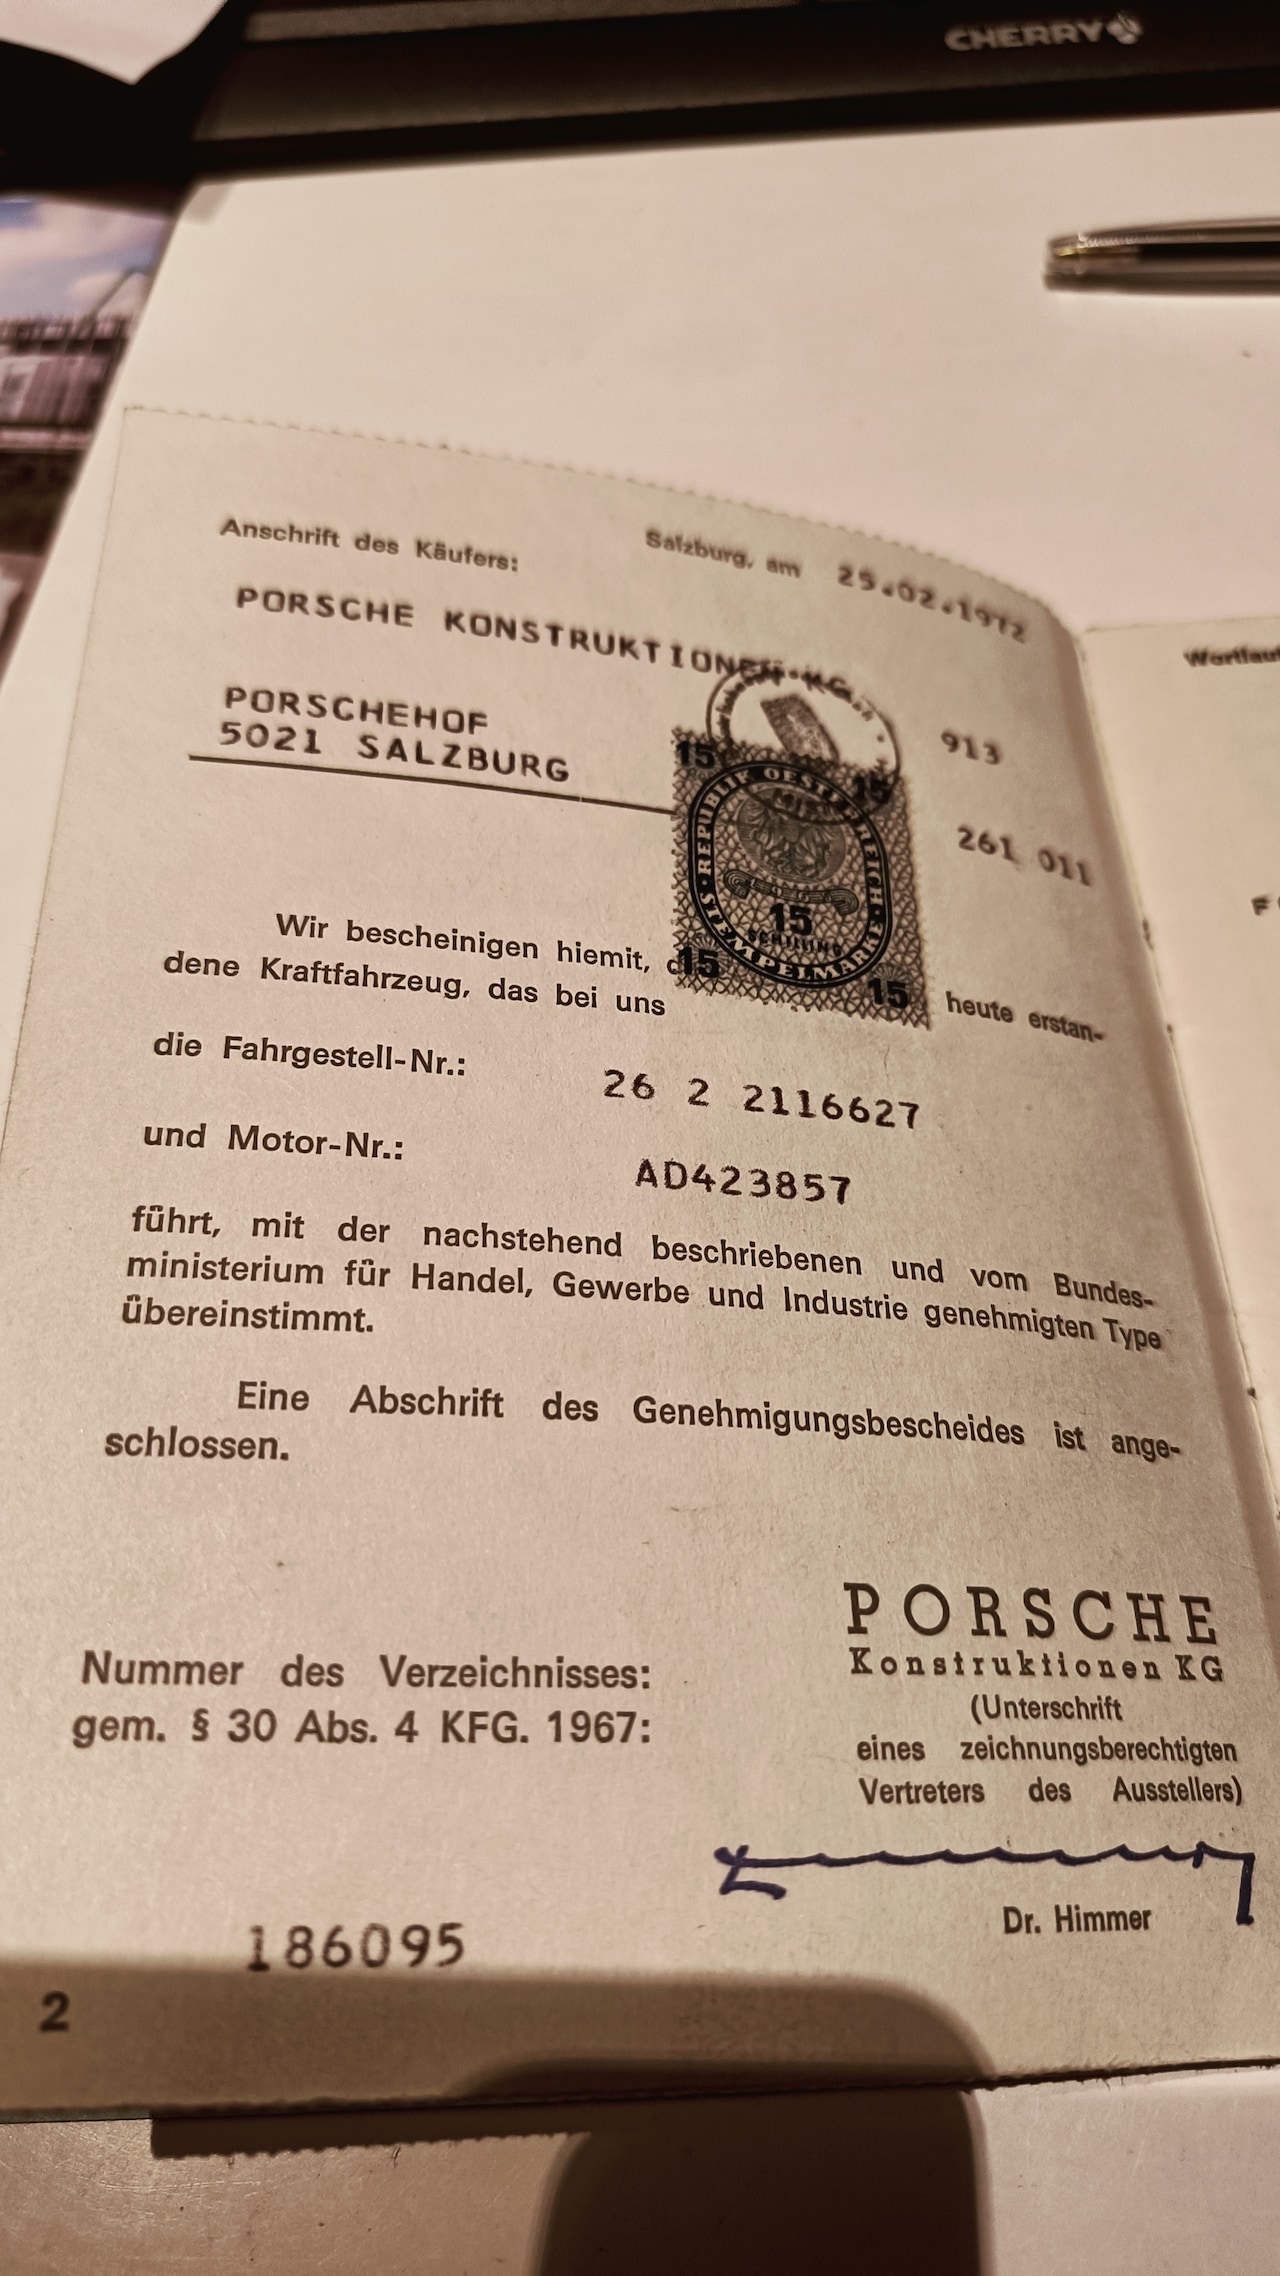 CHERRY
Anschrift des Käufers:
Salzburg, am 25.02.1972
PORSCHE KONSTRUKTIONEN-KG
PORSCHEHOF
5021 SALZBURG
913
261 011
15 15
REPUBLIK OESTERREICH
15
SCHILLING
STEMPELMARKE
15 15
Wir bescheinigen hiemit,
dene Kraftfahrzeug, das bei uns heute erstan-
die Fahrgestell-Nr.: 26 2 2116627
und Motor-Nr.: AD423857
führt, mit der nachstehend beschriebenen und vom Bundes-
ministerium für Handel, Gewerbe und Industrie genehmigten Type
übereinstimmt.
Eine Abschrift des Genehmigungsbescheides ist ange-
schlossen.
PORSCHE
Konstruktionen KG
(Unterschrift
eines zeichnungsberechtigten
Vertreters des Ausstellers)
Nummer des Verzeichnisses:
gem. § 30 Abs. 4 KFG. 1967:
Dr. Himmer
186095
2